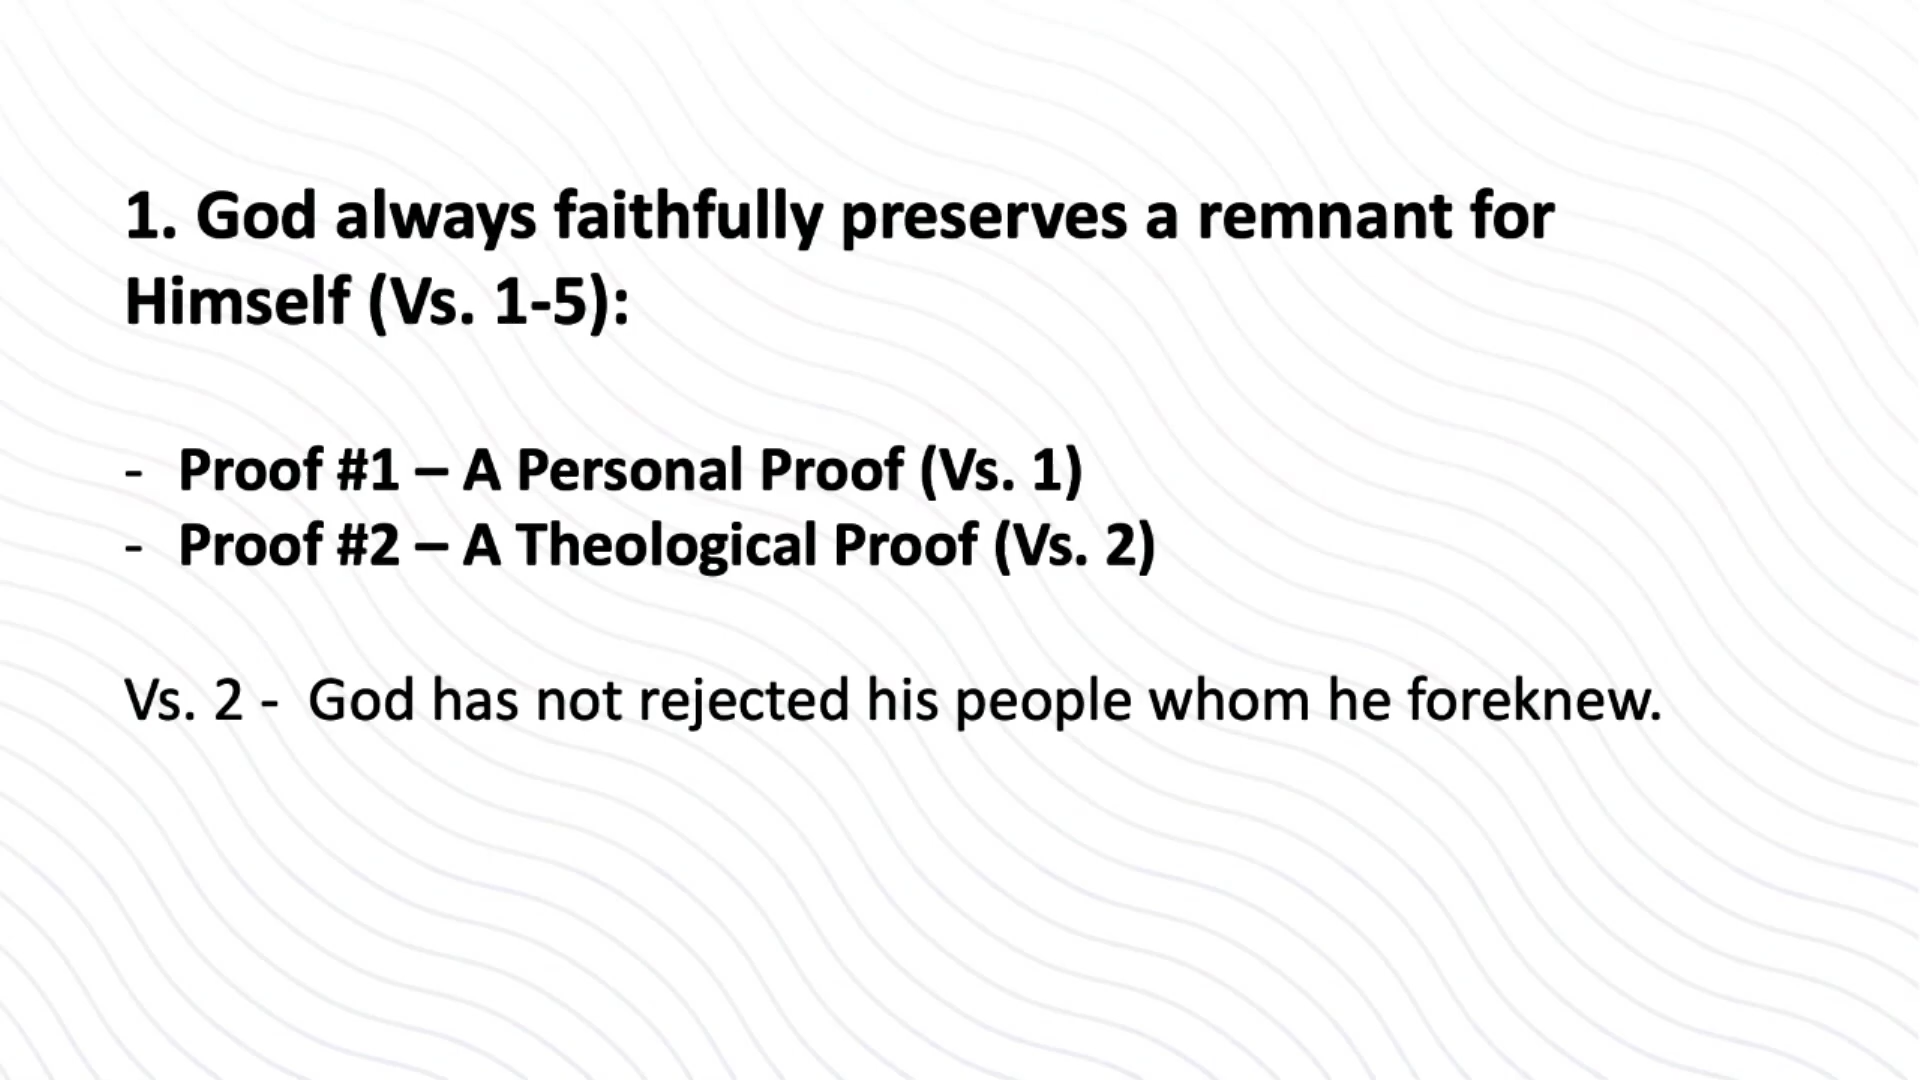 1. God always faithfully preserves a remnant for
Himself (Vs. 1-5):
- Proof #1 – A Personal Proof (Vs. 1)
- Proof #2 – A Theological Proof (Vs. 2)
Vs. 2 -  God has not rejected his people whom he foreknew.